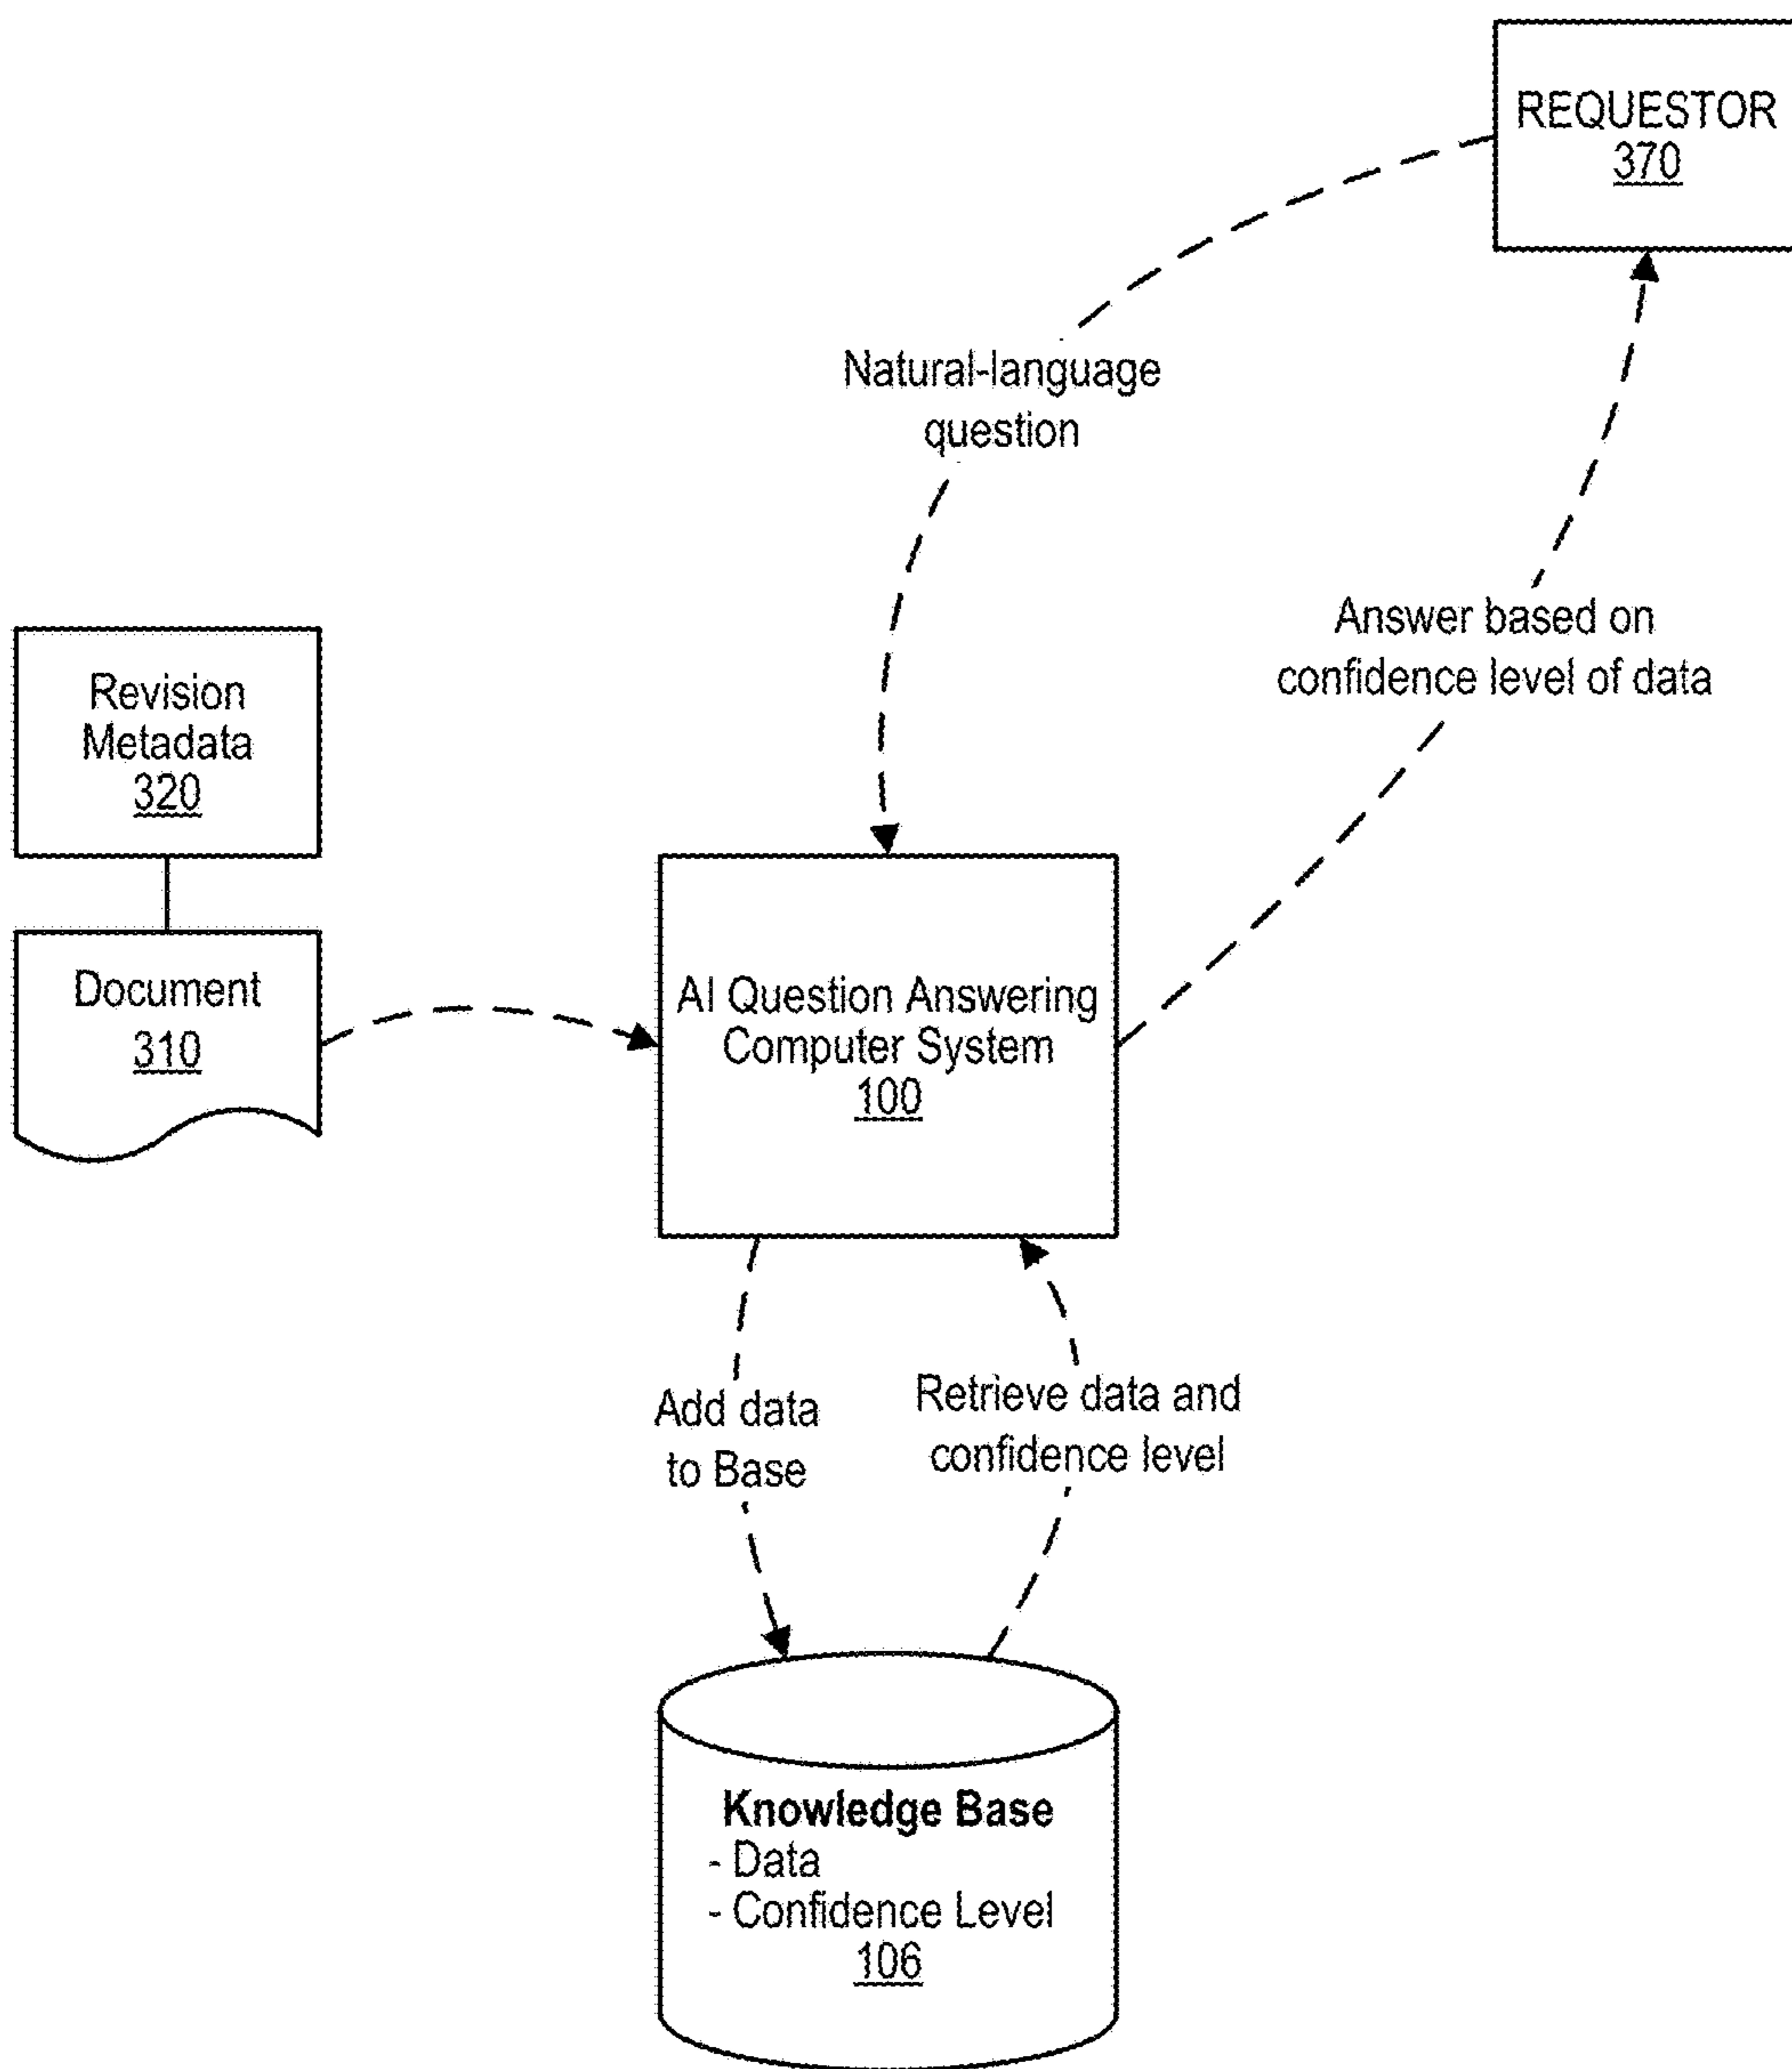 REQUESTOR
370
Natural-language
question
Answer based on
confidence level of data
Revision
Metadata
320
Document
310
AI Question Answering
Computer System
100
Add data
to Base
Retrieve data and
confidence level
Knowledge Base
- Data
- Confidence Level
106